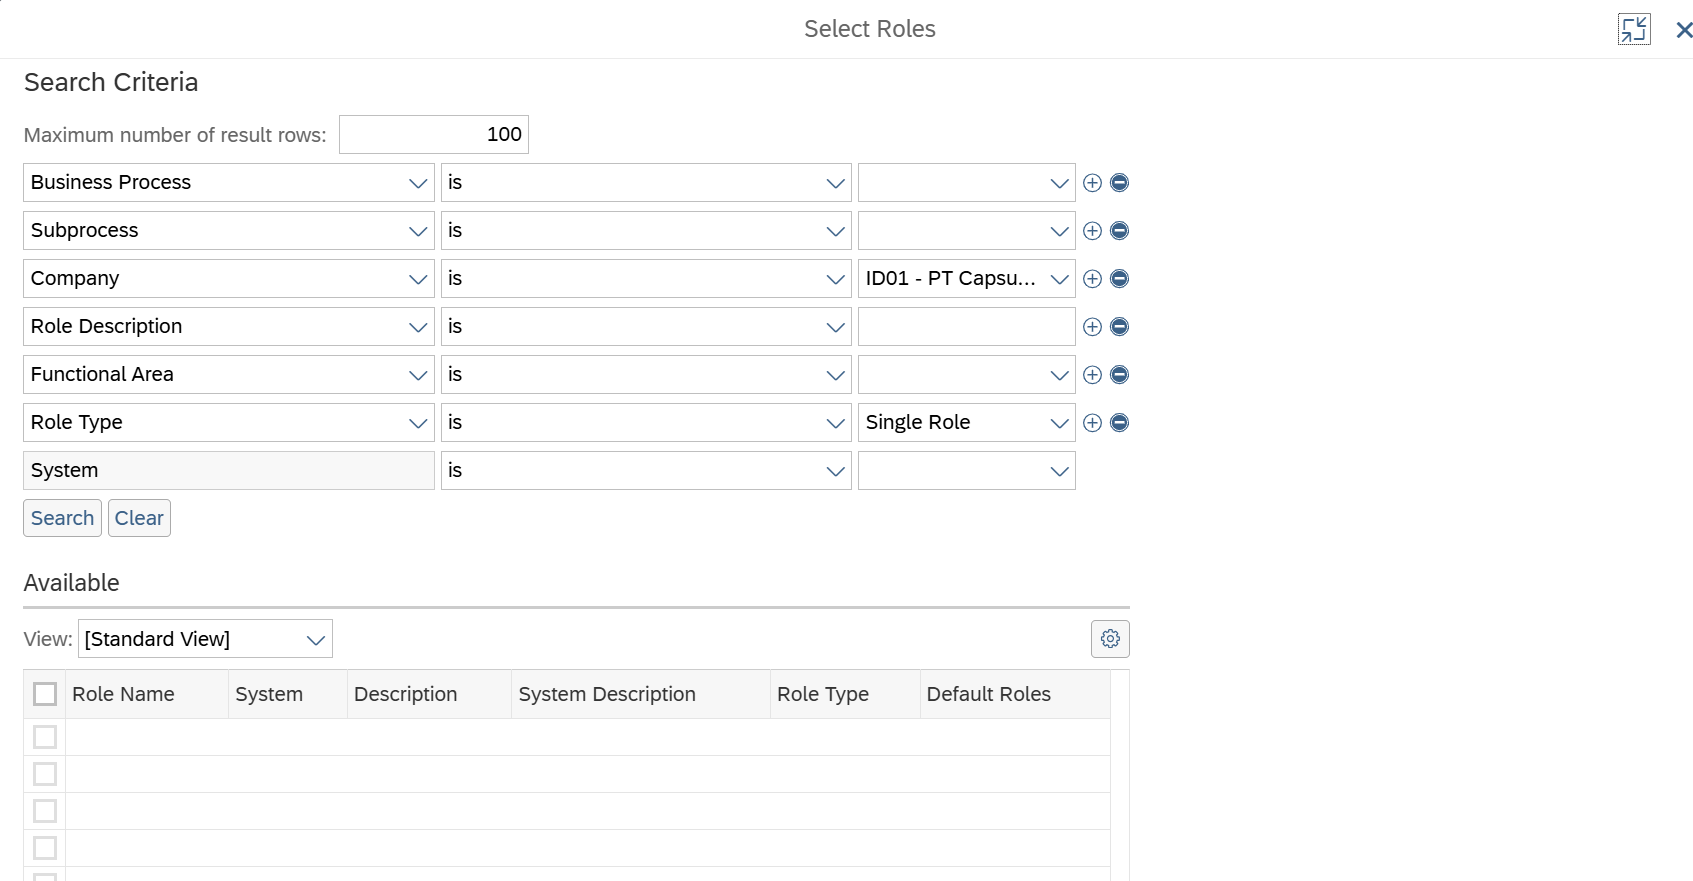 Select Roles
Search Criteria
Maximum number of result rows: 100
Business Process is
Subprocess is
Company is ID01 - PT Capsu...
Role Description is
Functional Area is
Role Type is Single Role
System is
Search Clear
Available
View: [Standard View]
Role Name System Description System Description Role Type Default Roles